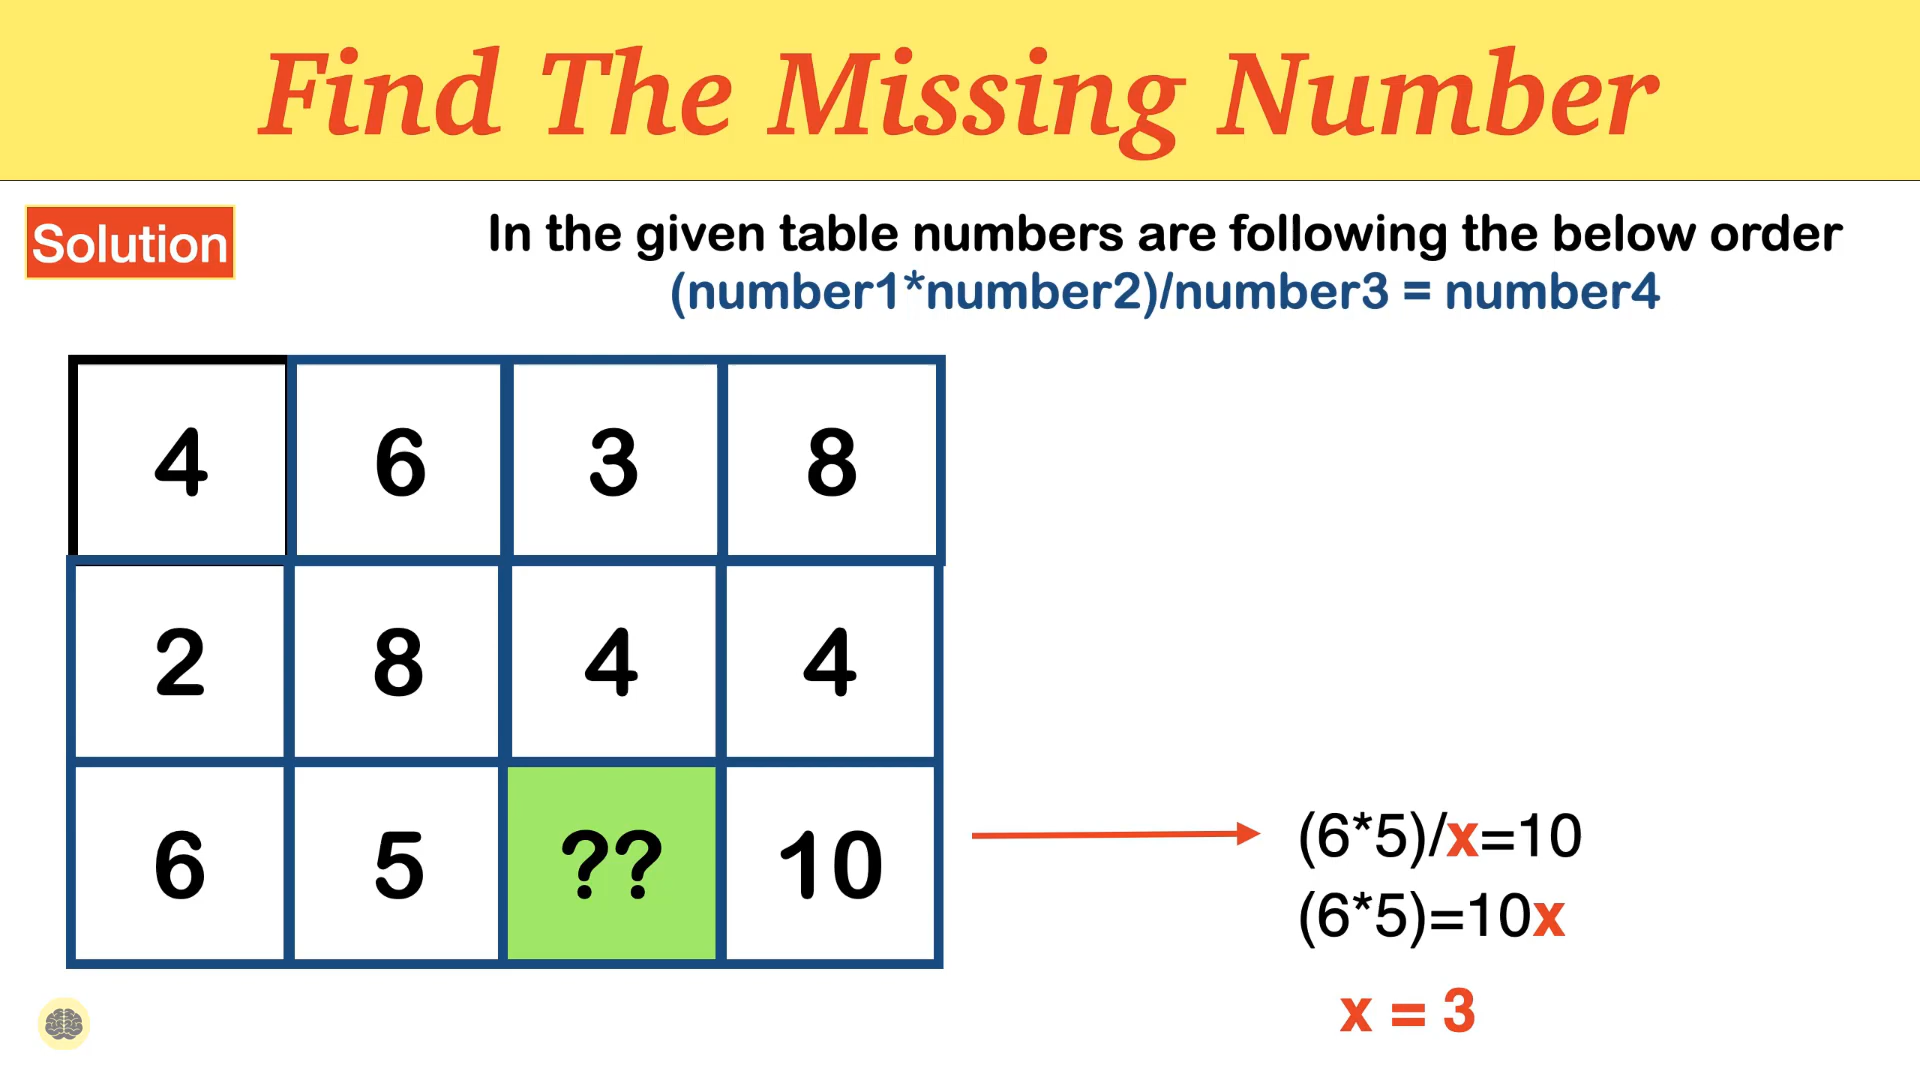 Find The Missing Number
Solution
In the given table numbers are following the below order
(number1*number2)/number3 = number4
4 6 3 8
2 8 4 4
6 5 ?? 10
(6*5)/x=10
(6*5)=10x
x = 3